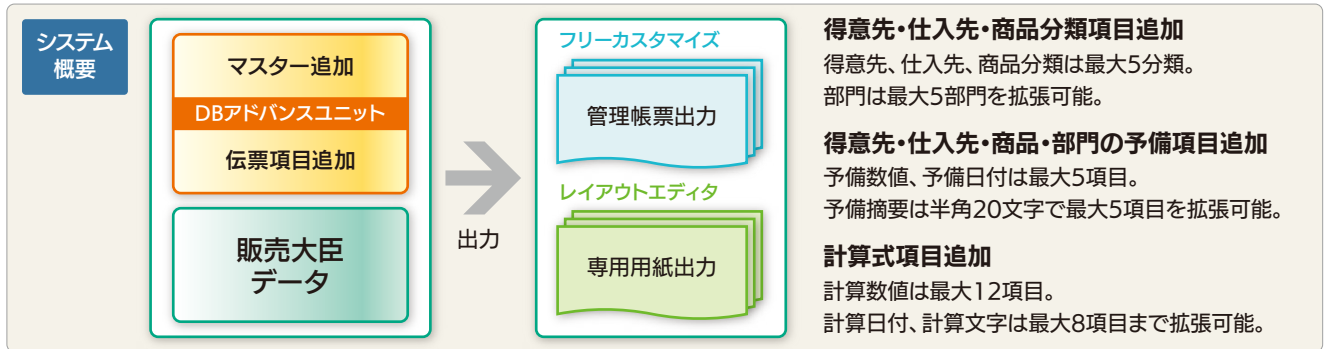 システム
概要
マスター追加
DBアドバンスユニット
伝票項目追加
販売大臣
データ
出力
フリーカスタマイズ
管理帳票出力
レイアウトエディタ
専用用紙出力
得意先・仕入先・商品分類項目追加
得意先、仕入先、商品分類は最大5分類。
部門は最大5部門を拡張可能。
得意先・仕入先・商品・部門の予備項目追加
予備数値、予備日付は最大5項目。
予備摘要は半角20文字で最大5項目を拡張可能。
計算式項目追加
計算数値は最大12項目。
計算日付、計算文字は最大8項目まで拡張可能。